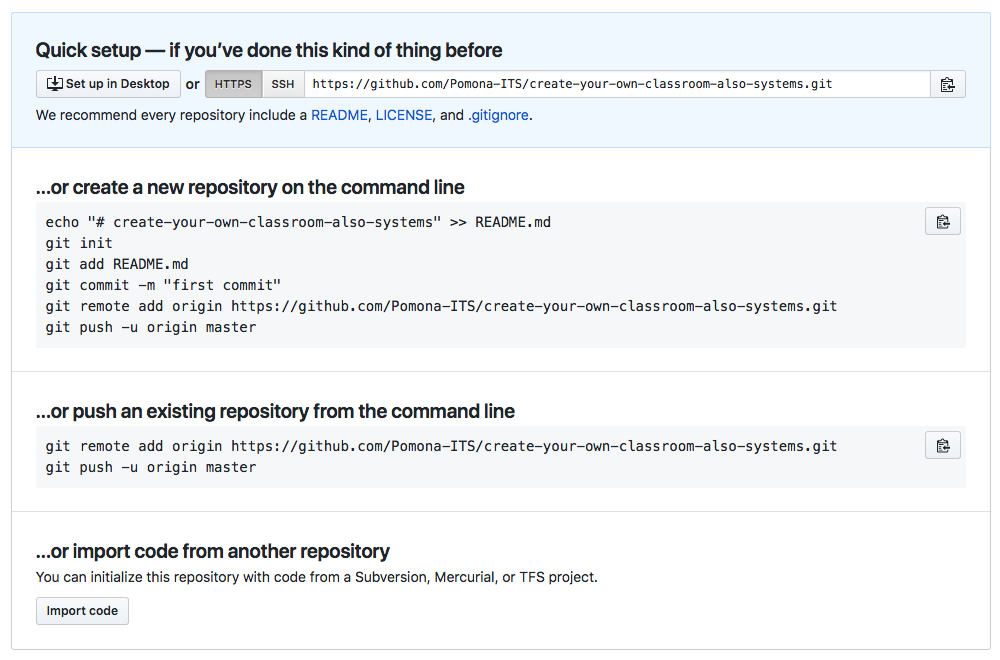 Quick setup — if you’ve done this kind of thing before
Set up in Desktop or HTTPS SSH https://github.com/Pomona-ITS/create-your-own-classroom-also-systems.git
We recommend every repository include a README, LICENSE, and .gitignore.
…or create a new repository on the command line
echo "# create-your-own-classroom-also-systems" >> README.md
git init
git add README.md
git commit -m "first commit"
git remote add origin https://github.com/Pomona-ITS/create-your-own-classroom-also-systems.git
git push -u origin master
…or push an existing repository from the command line
git remote add origin https://github.com/Pomona-ITS/create-your-own-classroom-also-systems.git
git push -u origin master
…or import code from another repository
You can initialize this repository with code from a Subversion, Mercurial, or TFS project.
Import code